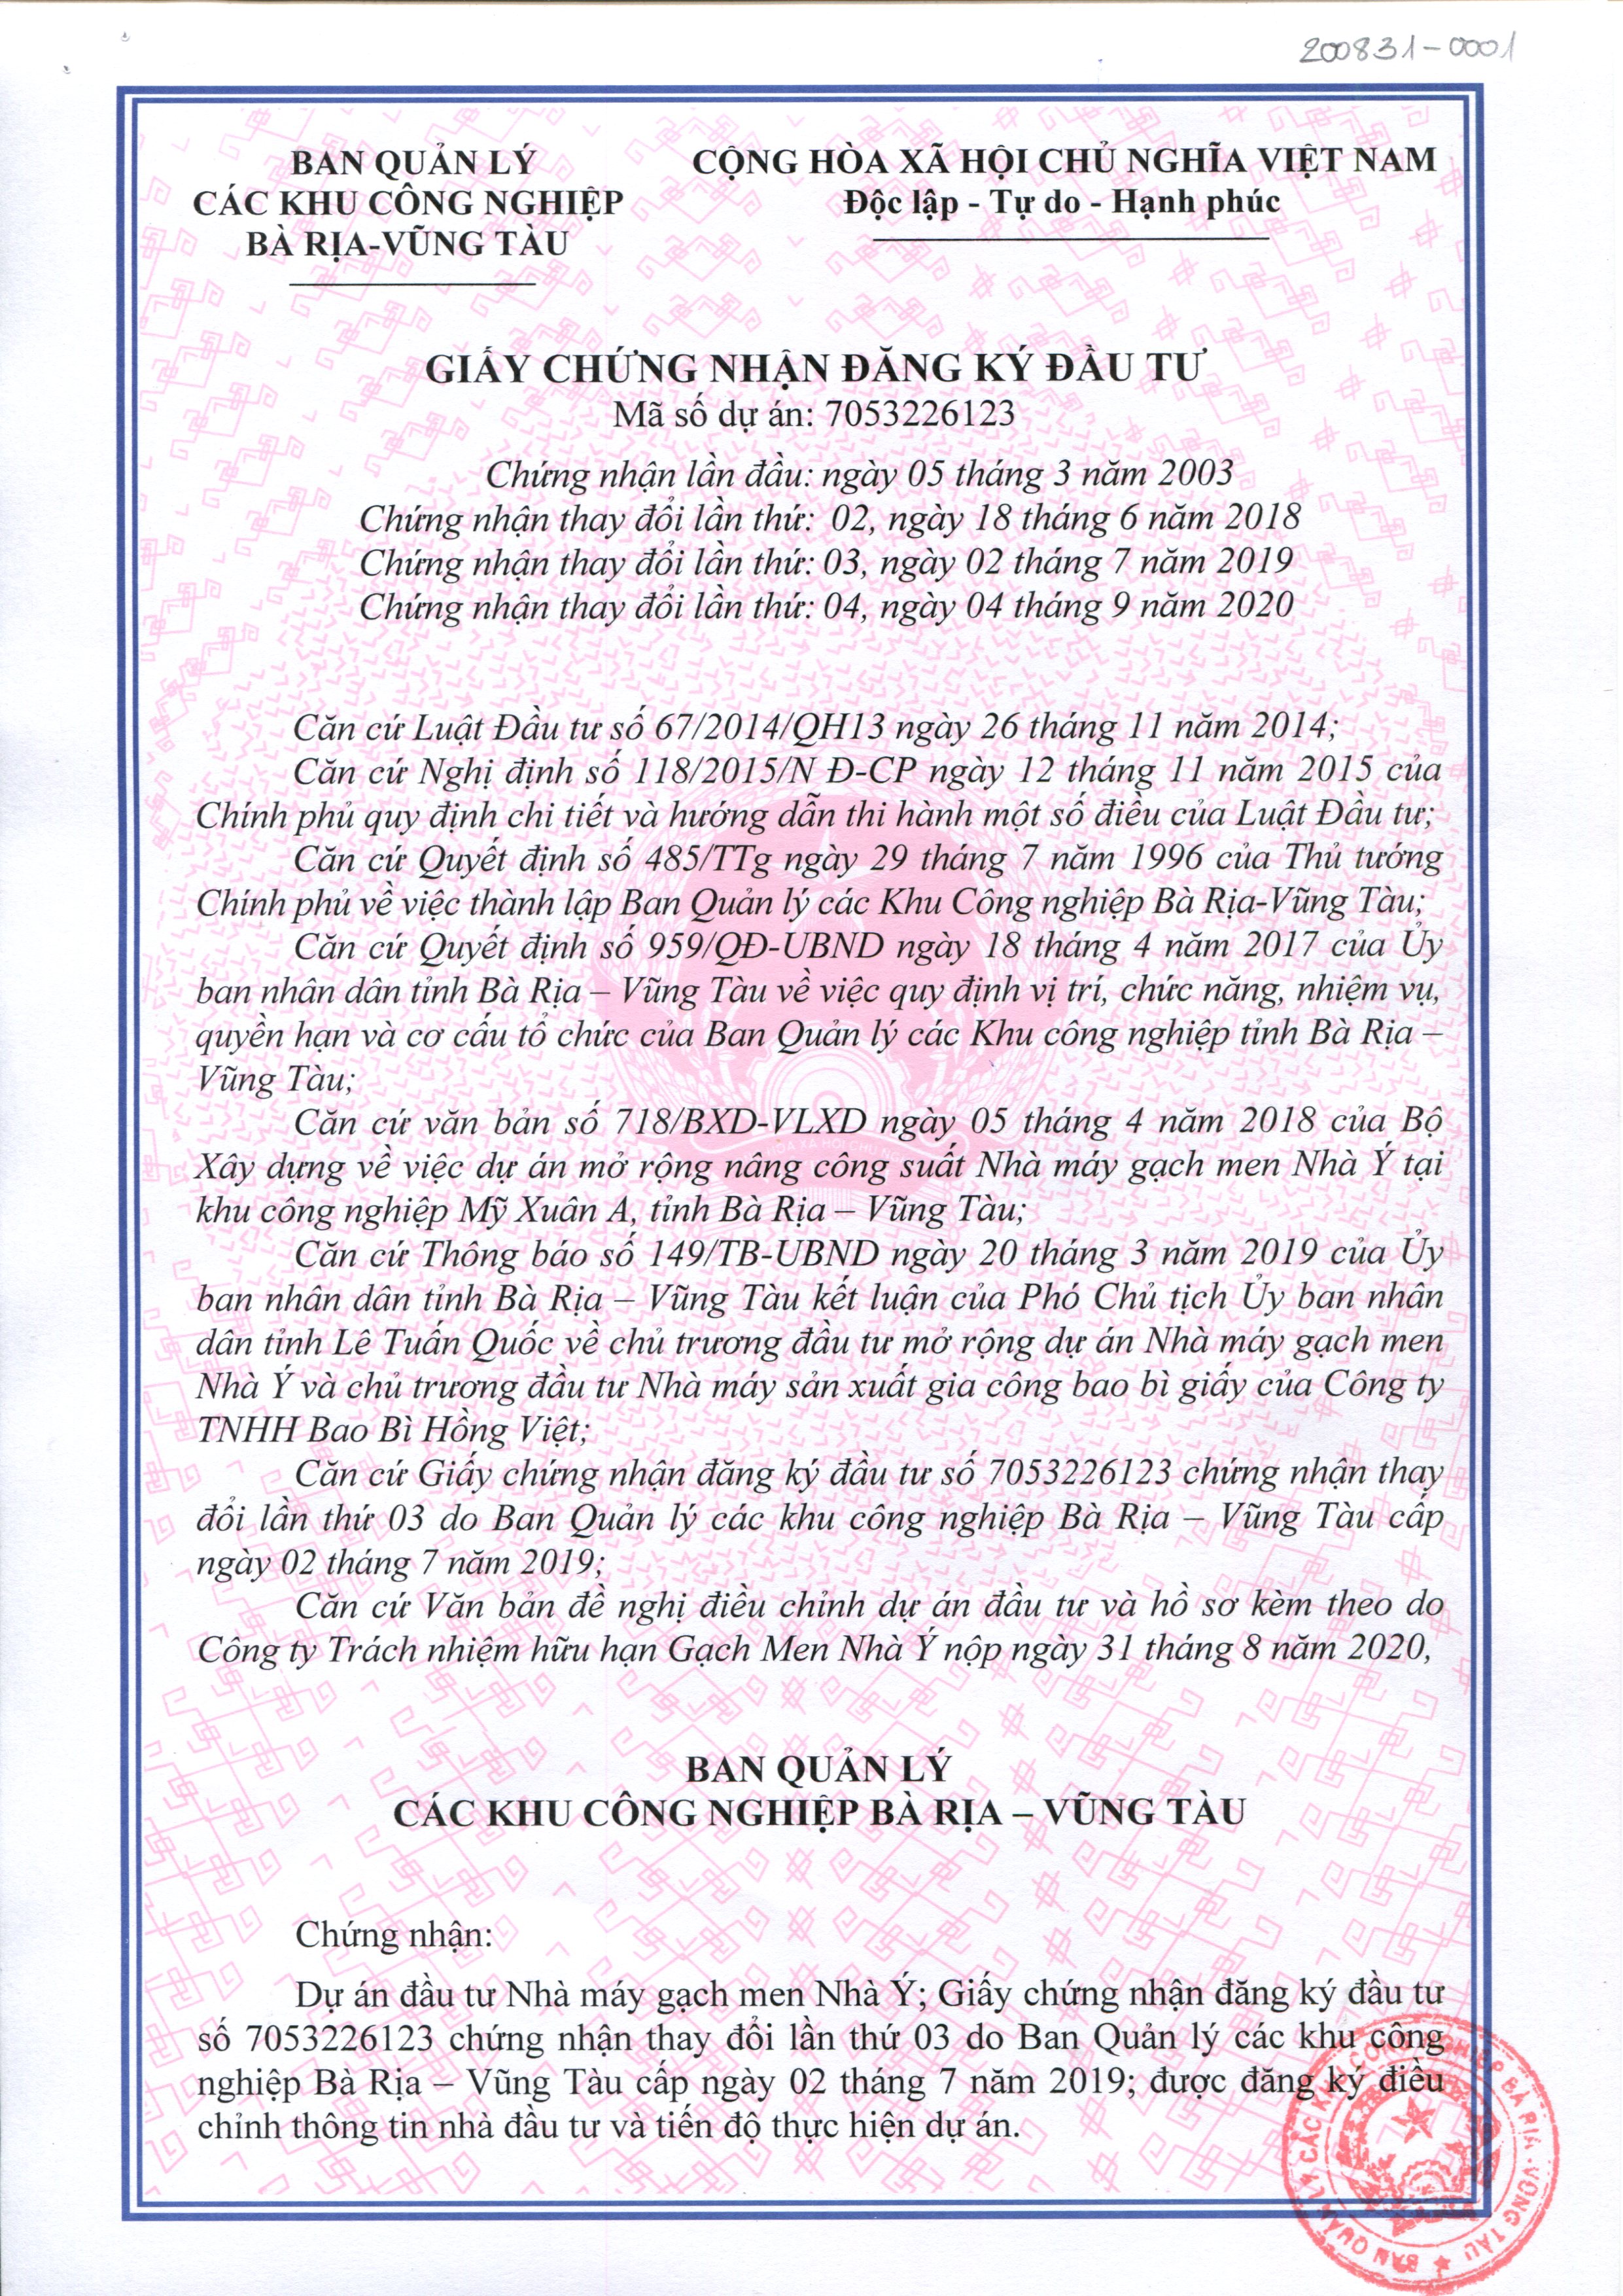 200831-0001
BAN QUẢN LÝ
CÁC KHU CÔNG NGHIỆP
BÀ RỊA-VŨNG TÀU
CỘNG HÒA XÃ HỘI CHỦ NGHĨA VIỆT NAM
Độc lập - Tự do - Hạnh phúc
GIẤY CHỨNG NHẬN ĐĂNG KÝ ĐẦU TƯ
Mã số dự án: 7053226123
Chứng nhận lần đầu: ngày 05 tháng 3 năm 2003
Chứng nhận thay đổi lần thứ: 02, ngày 18 tháng 6 năm 2018
Chứng nhận thay đổi lần thứ: 03, ngày 02 tháng 7 năm 2019
Chứng nhận thay đổi lần thứ: 04, ngày 04 tháng 9 năm 2020
Căn cứ Luật Đầu tư số 67/2014/QH13 ngày 26 tháng 11 năm 2014;
Căn cứ Nghị định số 118/2015/N Đ-CP ngày 12 tháng 11 năm 2015 của
Chính phủ quy định chi tiết và hướng dẫn thi hành một số điều của Luật Đầu tư;
Căn cứ Quyết định số 485/TTg ngày 29 tháng 7 năm 1996 của Thủ tướng
Chính phủ về việc thành lập Ban Quản lý các Khu Công nghiệp Bà Rịa-Vũng Tàu;
Căn cứ Quyết định số 959/QĐ-UBND ngày 18 tháng 4 năm 2017 của Ủy
ban nhân dân tỉnh Bà Rịa – Vũng Tàu về việc quy định vị trí, chức năng, nhiệm vụ,
quyền hạn và cơ cấu tổ chức của Ban Quản lý các Khu công nghiệp tỉnh Bà Rịa –
Vũng Tàu;
Căn cứ văn bản số 718/BXD-VLXD ngày 05 tháng 4 năm 2018 của Bộ
Xây dựng về việc dự án mở rộng nâng công suất Nhà máy gạch men Nhà Ý tại
khu công nghiệp Mỹ Xuân A, tỉnh Bà Rịa – Vũng Tàu;
Căn cứ Thông báo số 149/TB-UBND ngày 20 tháng 3 năm 2019 của Ủy
ban nhân dân tỉnh Bà Rịa – Vũng Tàu kết luận của Phó Chủ tịch Ủy ban nhân
dân tỉnh Lê Tuấn Quốc về chủ trương đầu tư mở rộng dự án Nhà máy gạch men
Nhà Ý và chủ trương đầu tư Nhà máy sản xuất gia công bao bì giấy của Công ty
TNHH Bao Bì Hồng Việt;
Căn cứ Giấy chứng nhận đăng ký đầu tư số 7053226123 chứng nhận thay
đổi lần thứ 03 do Ban Quản lý các khu công nghiệp Bà Rịa – Vũng Tàu cấp
ngày 02 tháng 7 năm 2019;
Căn cứ Văn bản đề nghị điều chỉnh dự án đầu tư và hồ sơ kèm theo do
Công ty Trách nhiệm hữu hạn Gạch Men Nhà Ý nộp ngày 31 tháng 8 năm 2020,
BAN QUẢN LÝ
CÁC KHU CÔNG NGHIỆP BÀ RỊA – VŨNG TÀU
Chứng nhận:
Dự án đầu tư Nhà máy gạch men Nhà Ý; Giấy chứng nhận đăng ký đầu tư
số 7053226123 chứng nhận thay đổi lần thứ 03 do Ban Quản lý các khu công
nghiệp Bà Rịa – Vũng Tàu cấp ngày 02 tháng 7 năm 2019; được đăng ký điều
chỉnh thông tin nhà đầu tư và tiến độ thực hiện dự án.
BAN QUẢN LÝ CÁC KHU CÔNG NGHIỆP BÀ RỊA - VŨNG TÀU